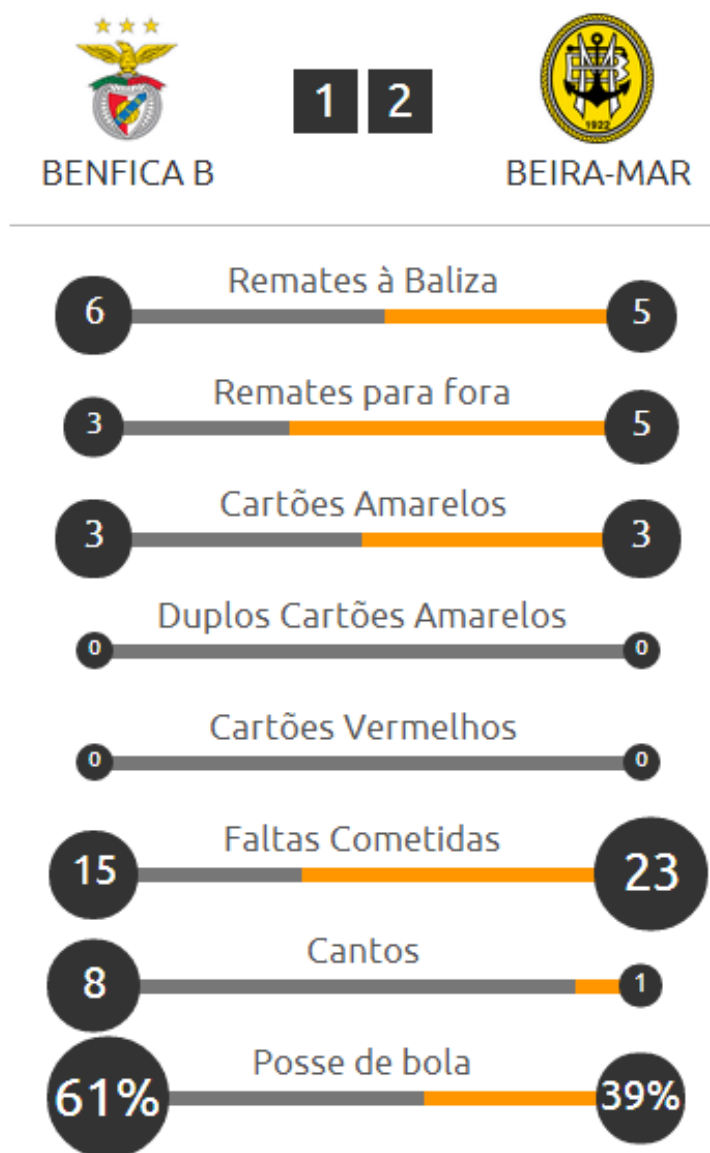 1 2
1922
BENFICA B BEIRA-MAR
Remates à Baliza
6 5
Remates para fora
3 5
Cartões Amarelos
3 3
Duplos Cartões Amarelos
0 0
Cartões Vermelhos
0 0
Faltas Cometidas
15 23
Cantos
8 1
Posse de bola
61% 39%